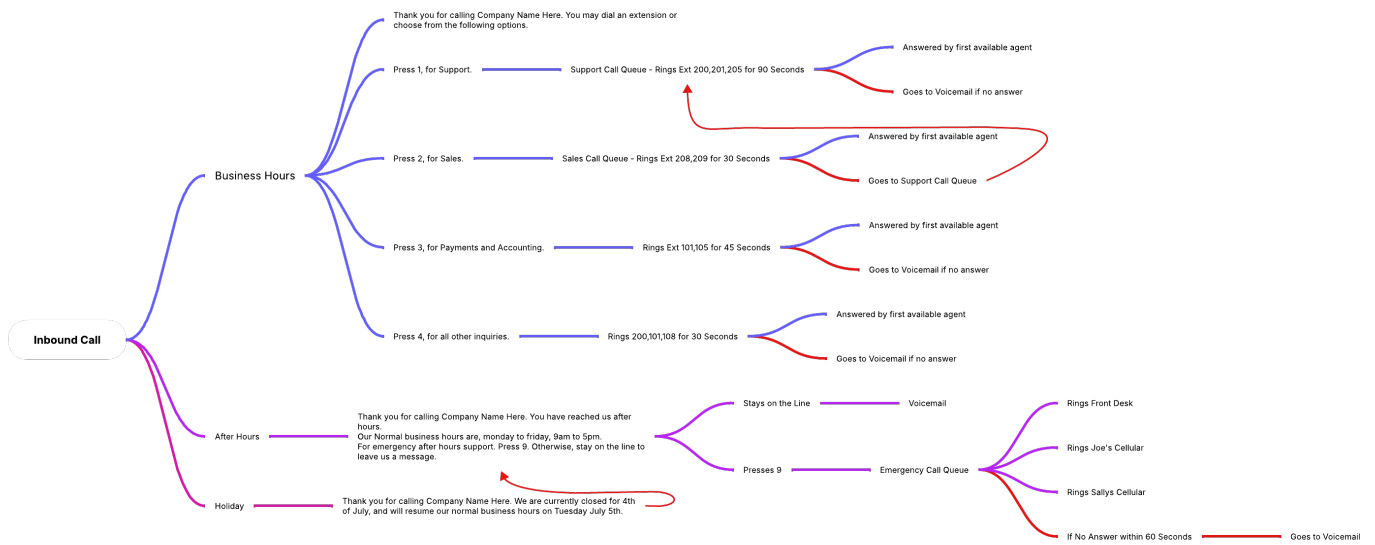 Inbound Call
Business Hours
Thank you for calling Company Name Here. You may dial an extension or
choose from the following options.
Press 1, for Support.
Support Call Queue - Rings Ext 200,201,205 for 90 Seconds
Answered by first available agent
Goes to Voicemail if no answer
Press 2, for Sales.
Sales Call Queue - Rings Ext 208,209 for 30 Seconds
Answered by first available agent
Goes to Support Call Queue
Press 3, for Payments and Accounting.
Rings Ext 101,105 for 45 Seconds
Answered by first available agent
Goes to Voicemail if no answer
Press 4, for all other inquiries.
Rings 200,101,108 for 30 Seconds
Answered by first available agent
Goes to Voicemail if no answer
After Hours
Thank you for calling Company Name Here. You have reached us after
hours.
Our Normal business hours are, monday to friday, 9am to 5pm.
For emergency after hours support. Press 9. Otherwise, stay on the line to
leave us a message.
Stays on the Line
Voicemail
Presses 9
Emergency Call Queue
Rings Front Desk
Rings Joe's Cellular
Rings Sallys Cellular
If No Answer within 60 Seconds
Goes to Voicemail
Holiday
Thank you for calling Company Name Here. We are currently closed for 4th
of July, and will resume our normal business hours on Tuesday July 5th.